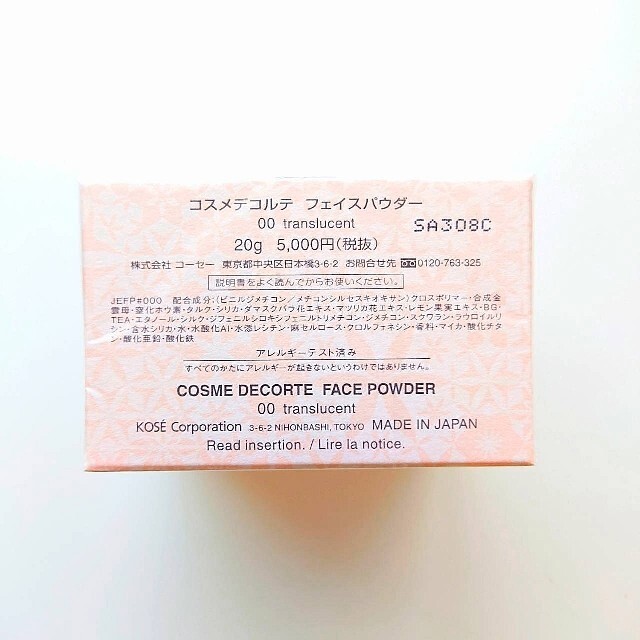 コスメデコルテ フェイスパウダー
00 translucent
SA308C
20g 5,000円(税抜)
株式会社 コーセー 東京都中央区日本橋3-6-2 お問合せ先 0120-763-325
説明書をよく読んでからお使いください。
JEFP#000 配合成分:(ビニルジメチコン/メチコンシルセスキオキサン)クロスポリマー・合成金
雲母・窒化ホウ素・タルク・シリカ・ダマスクバラ花エキス・マツリカ花エキス・レモン果実エキス・BG・
TEA・エタノール・シルク・ジフェニルシロキシフェニルトリメチコン・ジメチコン・スクワラン・ラウロイルリ
シン・含水シリカ・水・水酸化Al・水添レシチン・麻セルロース・クロルフェネシン・香料・マイカ・酸化チタ
ン・酸化亜鉛・酸化鉄
アレルギーテスト済み
すべてのかたにアレルギーが起きないというわけではありません。
COSME DECORTE FACE POWDER
00 translucent
KOSÉ Corporation 3-6-2 NIHONBASHI, TOKYO MADE IN JAPAN
Read insertion. / Lire la notice.